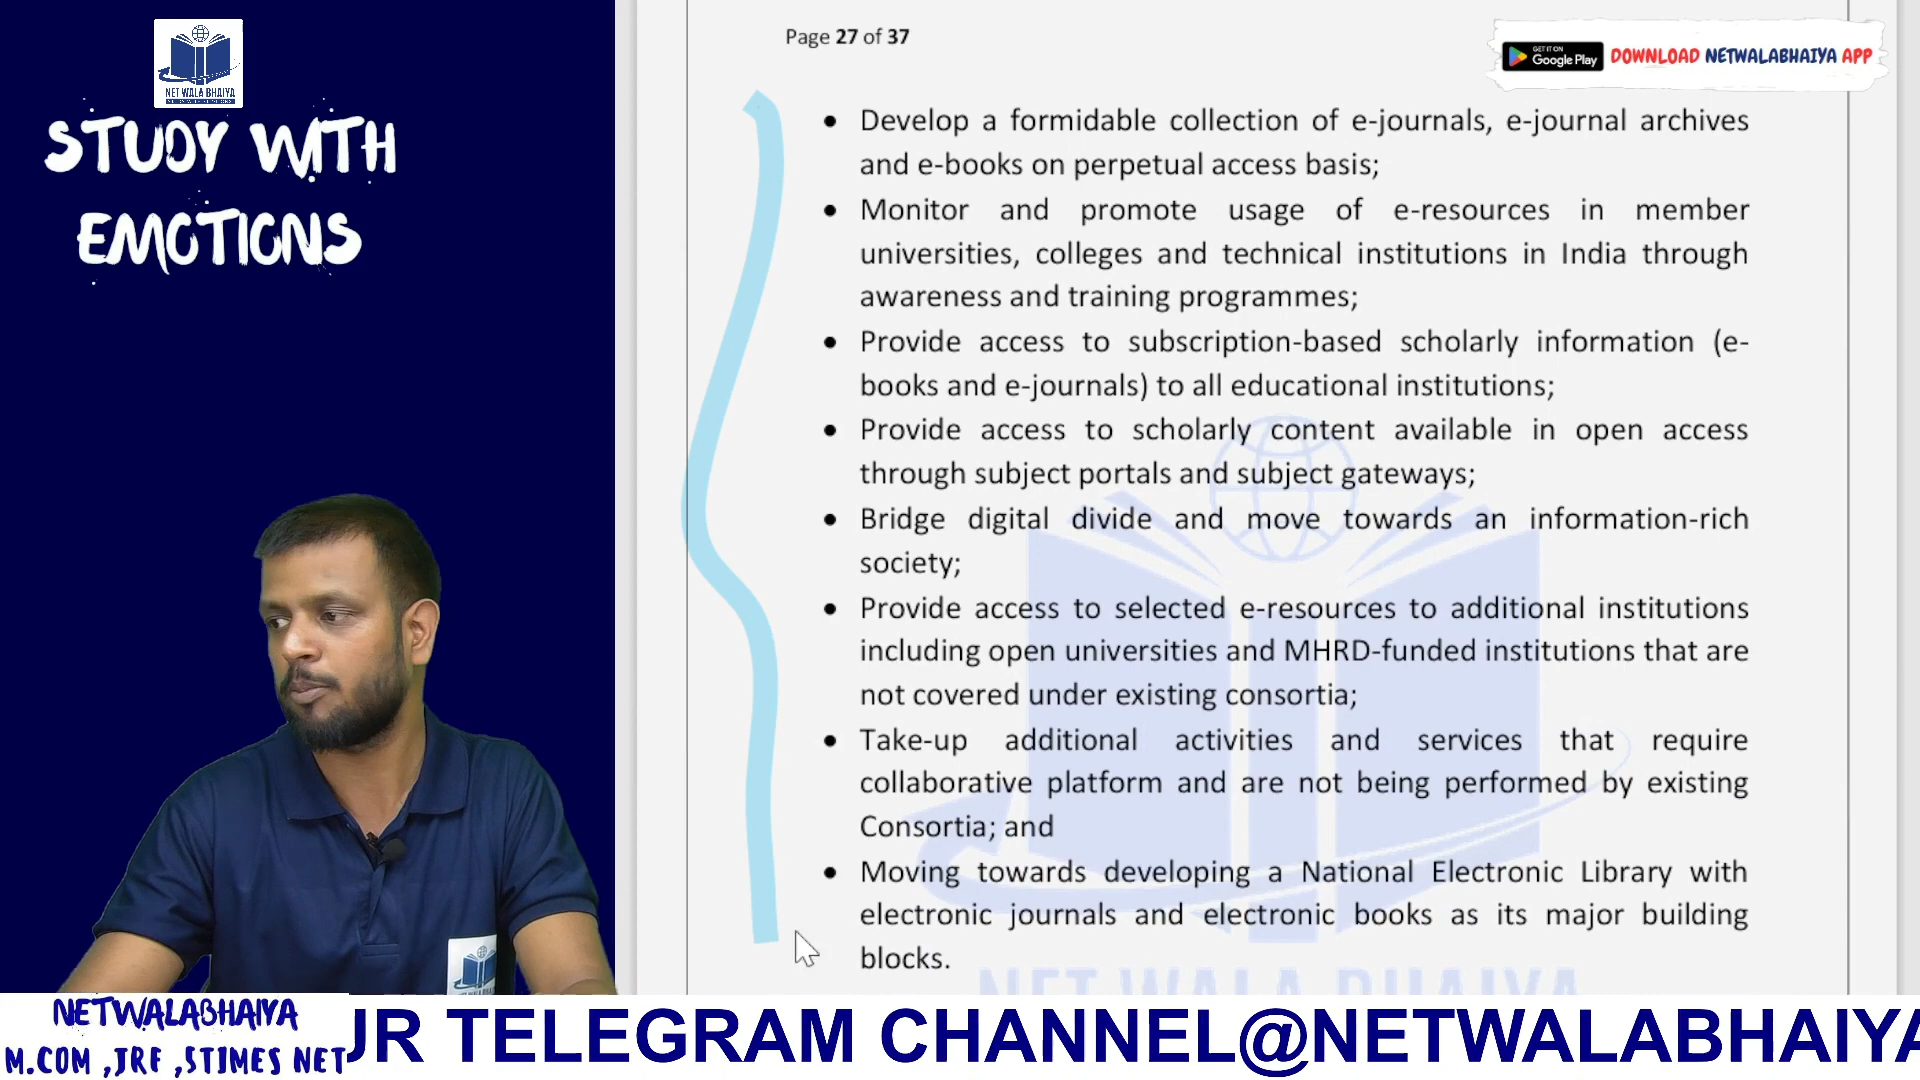 NET WALA BHAIYA
STUDY WITH
EMOTIONS
Page 27 of 37
GET IT ON
Google Play
DOWNLOAD NETWALABHAIYA APP
• Develop a formidable collection of e-journals, e-journal archives
and e-books on perpetual access basis;
• Monitor and promote usage of e-resources in member
universities, colleges and technical institutions in India through
awareness and training programmes;
• Provide access to subscription-based scholarly information (e-
books and e-journals) to all educational institutions;
• Provide access to scholarly content available in open access
through subject portals and subject gateways;
• Bridge digital divide and move towards an information-rich
society;
• Provide access to selected e-resources to additional institutions
including open universities and MHRD-funded institutions that are
not covered under existing consortia;
• Take-up additional activities and services that require
collaborative platform and are not being performed by existing
Consortia; and
• Moving towards developing a National Electronic Library with
electronic journals and electronic books as its major building
blocks.
NET WALA BHAIYA
NETWALABHAIYA
M.COM ,JRF ,5TIMES NET
JR TELEGRAM CHANNEL@NETWALABHAIYA